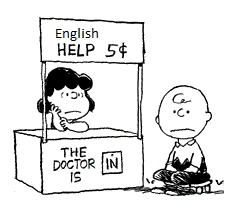 English
HELP 5¢
THE
DOCTOR
IS IN